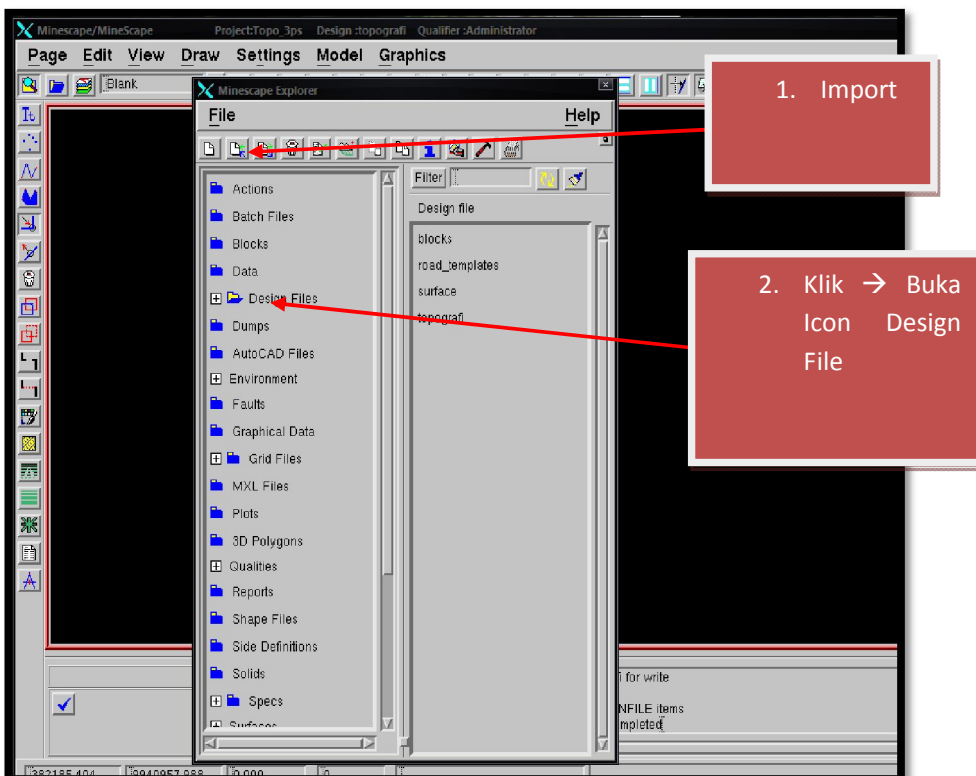 Minescape/MineScape Project:Topo_3ps Design :topografi Qualifier :Administrator
Page Edit View Draw Settings Model Graphics
Blank
Minescape Explorer
File Help
Filter
Design file
Actions
Batch Files
Blocks
Data
Design Files
Dumps
AutoCAD Files
Environment
Faults
Graphical Data
Grid Files
MXL Files
Plots
3D Polygons
Qualities
Reports
Shape Files
Side Definitions
Solids
Specs
Surfaces
blocks
road_templates
surface
topografi
1. Import
2. Klik → Buka
Icon Design
File
i for write
NFILE items
mpleted
382185.404 9940957.988 0.000 0